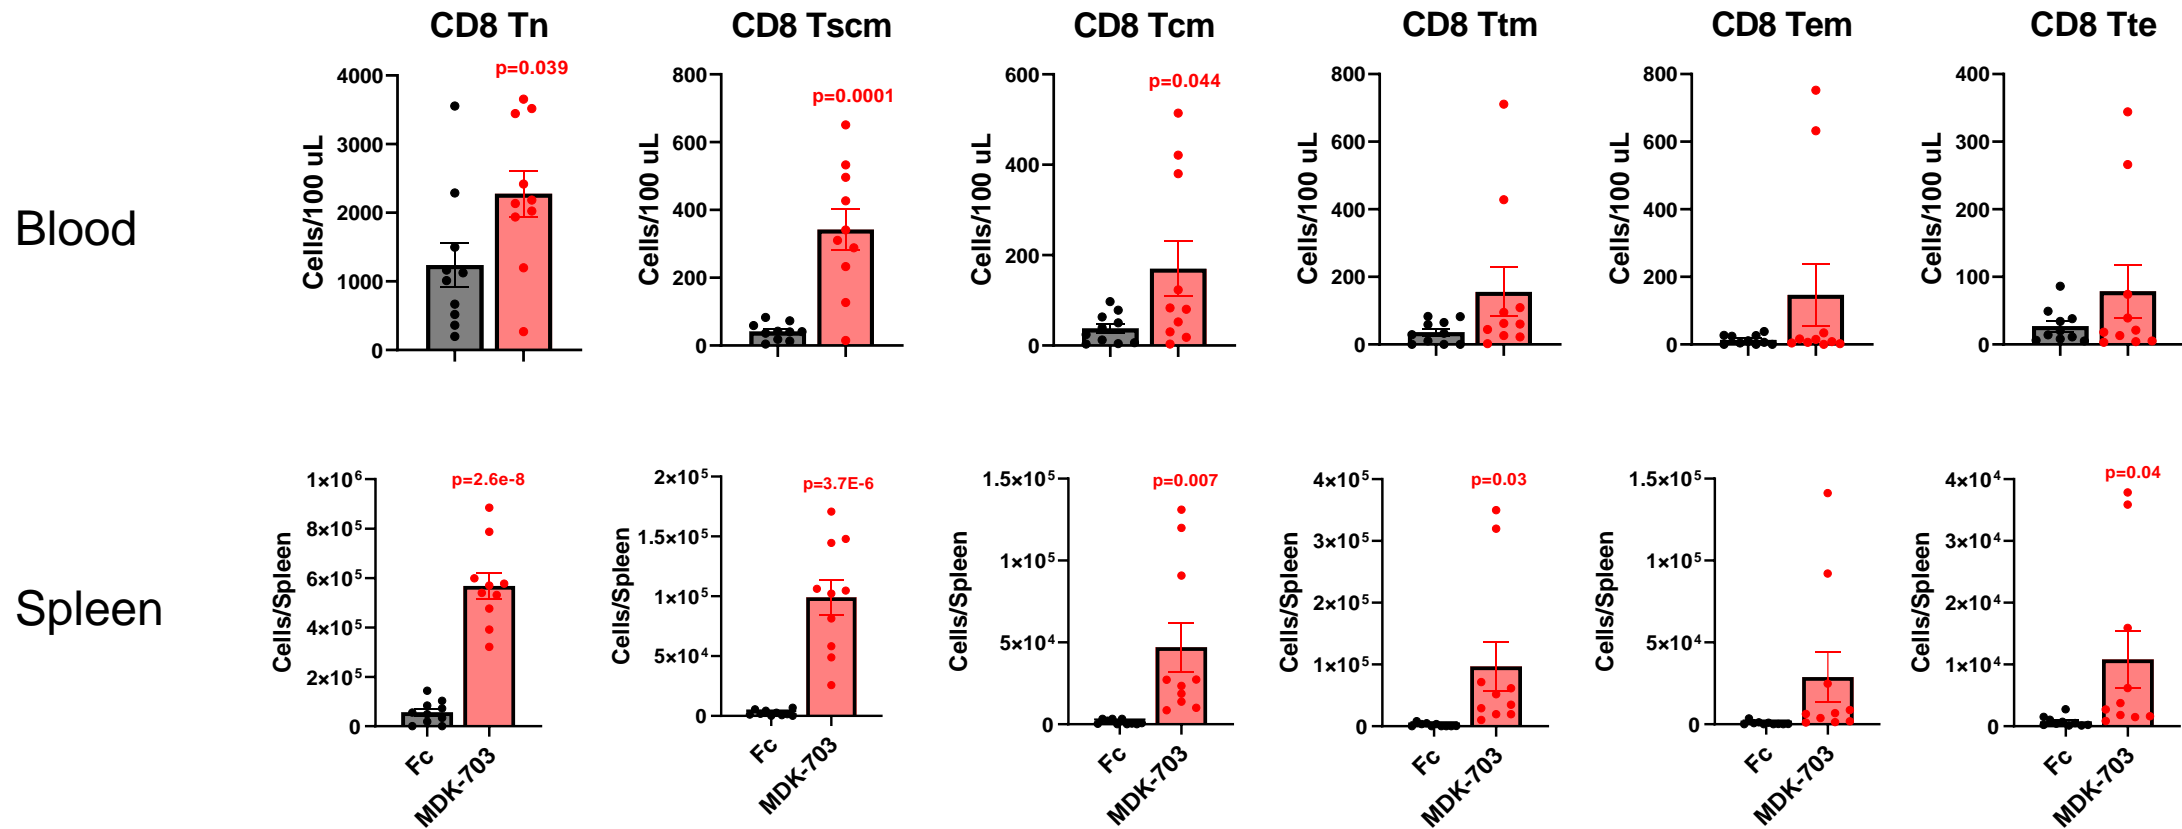 CD8 Tn
CD8 Tscm
CD8 Tcm
CD8 Ttm
CD8 Tem
CD8 Tte
Blood
Cells/100 uL
4000
3000
2000
1000
0
p=0.039
Cells/100 uL
800
600
400
200
0
p=0.0001
Cells/100 uL
600
400
200
0
p=0.044
Cells/100 uL
800
600
400
200
0
Cells/100 uL
800
600
400
200
0
Cells/100 uL
400
300
200
100
0
Spleen
Cells/Spleen
1×10⁶
8×10⁵
6×10⁵
4×10⁵
2×10⁵
0
p=2.6e-8
Fc
MDK-703
Cells/Spleen
2×10⁵
1.5×10⁵
1×10⁵
5×10⁴
0
p=3.7E-6
Fc
MDK-703
Cells/Spleen
1.5×10⁵
1×10⁵
5×10⁴
0
p=0.007
Fc
MDK-703
Cells/Spleen
4×10⁵
3×10⁵
2×10⁵
1×10⁵
0
p=0.03
Fc
MDK-703
Cells/Spleen
1.5×10⁵
1×10⁵
5×10⁴
0
Fc
MDK-703
Cells/Spleen
4×10⁴
3×10⁴
2×10⁴
1×10⁴
0
p=0.04
Fc
MDK-703